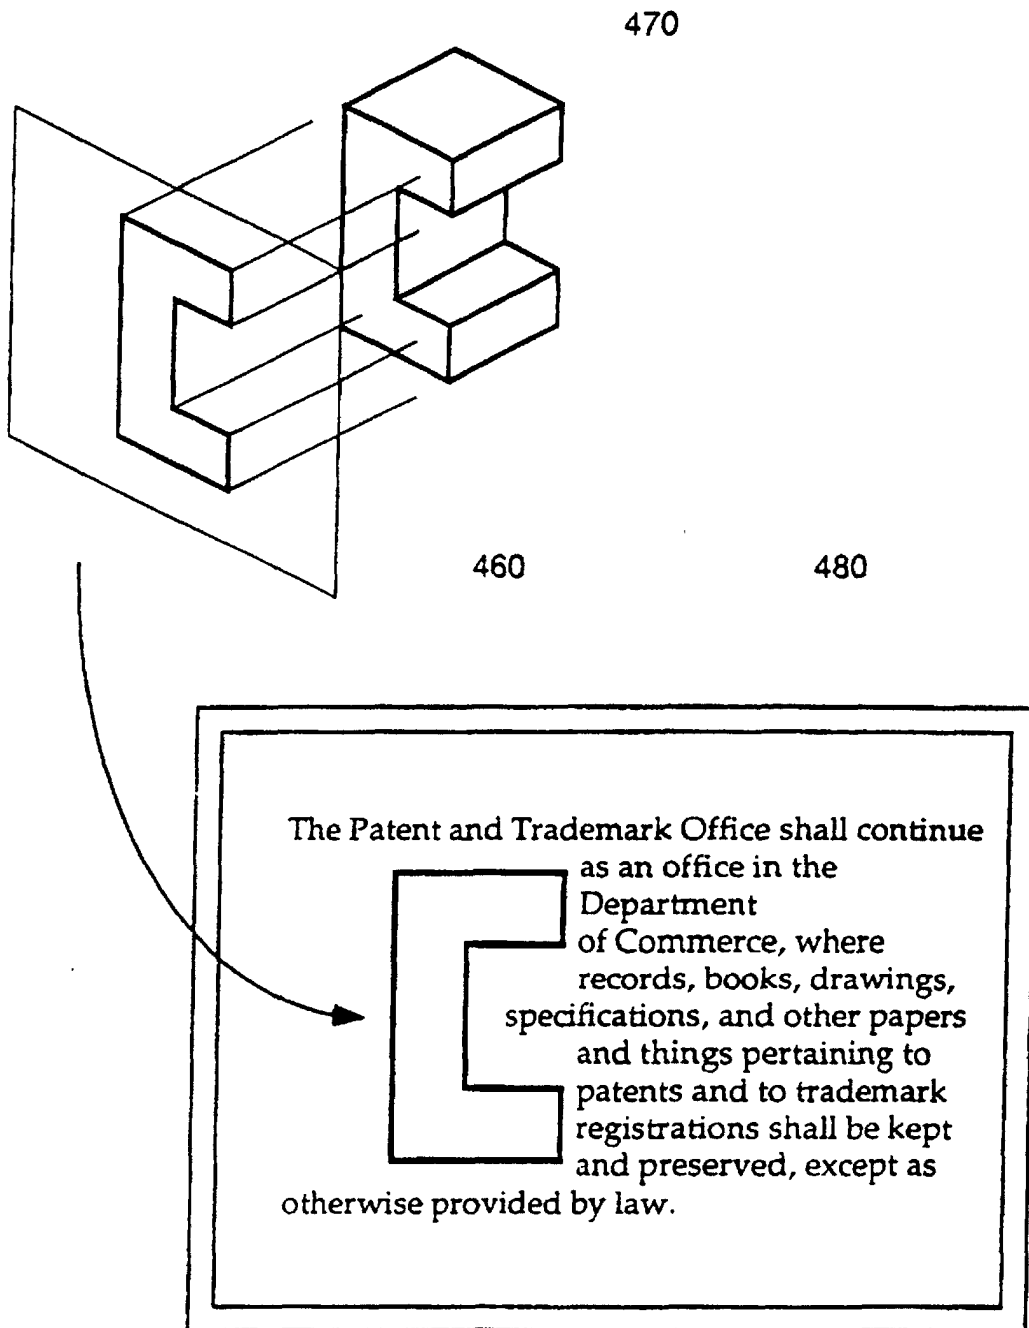 470
460 480
The Patent and Trademark Office shall continue
as an office in the
Department
of Commerce, where
records, books, drawings,
specifications, and other papers
and things pertaining to
patents and to trademark
registrations shall be kept
and preserved, except as
otherwise provided by law.